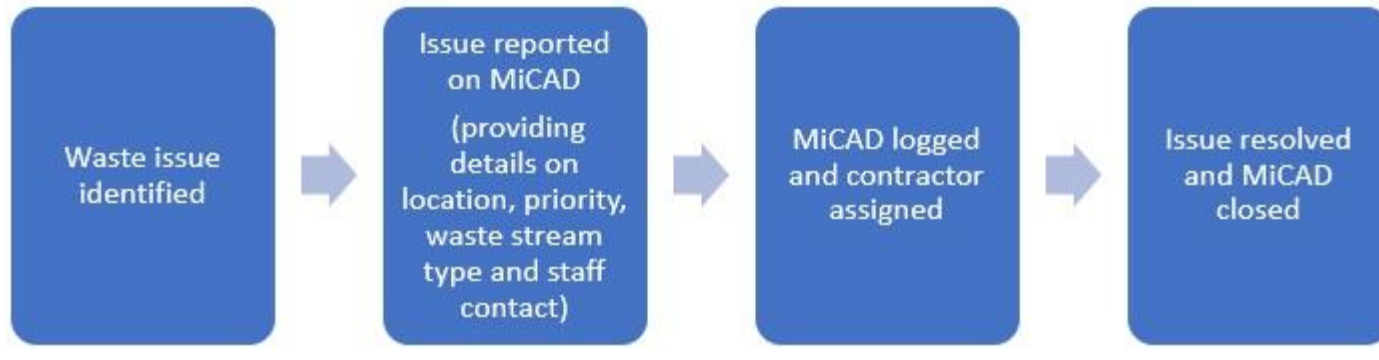 Waste issue
identified
Issue reported
on MiCAD
(providing
details on
location, priority,
waste stream
type and staff
contact)
MiCAD logged
and contractor
assigned
Issue resolved
and MiCAD
closed